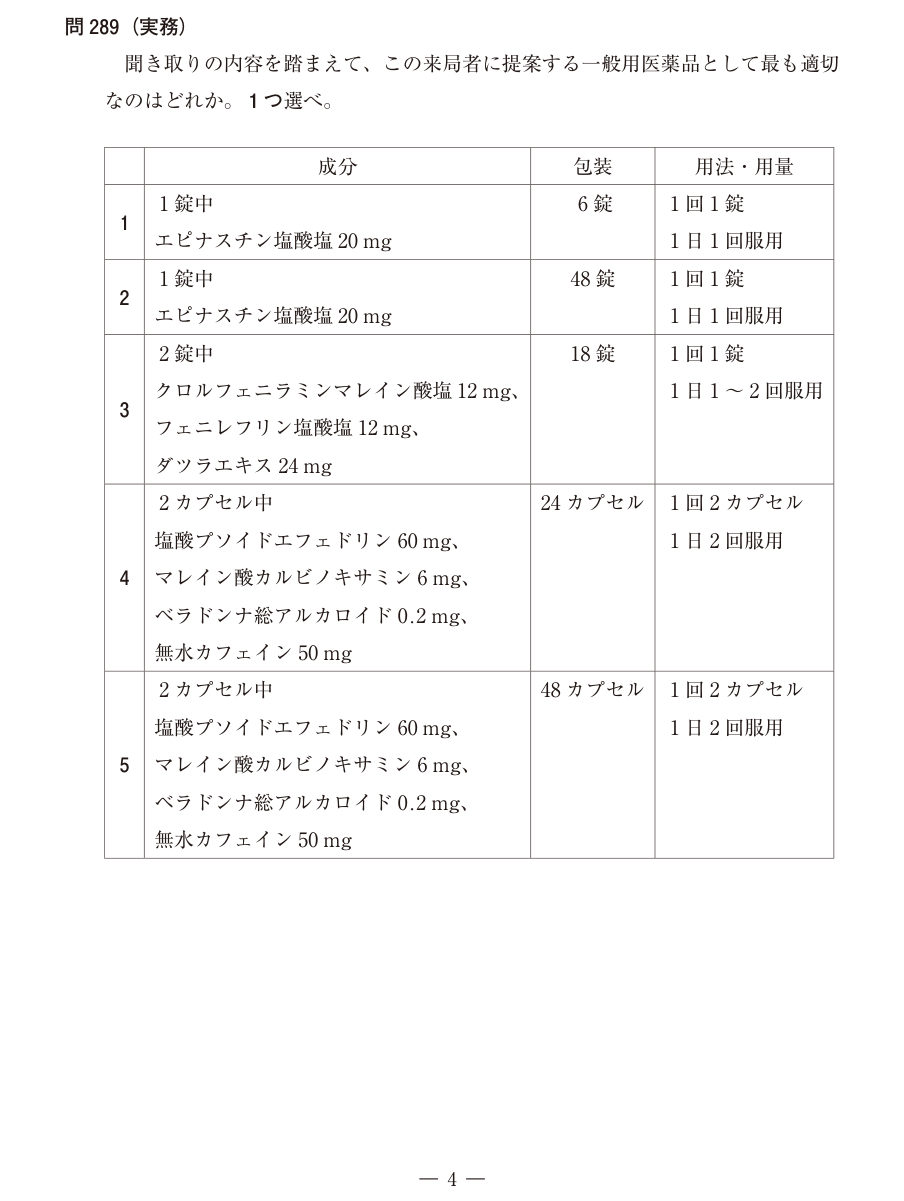 問 289（実務）
聞き取りの内容を踏まえて、この来局者に提案する一般用医薬品として最も適切
なのはどれか。1つ選べ。
成分 包装 用法・用量
1 1錠中 6錠 1回1錠
エピナスチン塩酸塩 20 mg 1日1回服用
2 1錠中 48錠 1回1錠
エピナスチン塩酸塩 20 mg 1日1回服用
3 2錠中 18錠 1回1錠
クロルフェニラミンマレイン酸塩 12 mg、 1日1～2回服用
フェニレフリン塩酸塩 12 mg、
ダツラエキス 24 mg
4 2カプセル中 24カプセル 1回2カプセル
塩酸プソイドエフェドリン 60 mg、 1日2回服用
マレイン酸カルビノキサミン 6 mg、
ベラドンナ総アルカロイド 0.2 mg、
無水カフェイン 50 mg
5 2カプセル中 48カプセル 1回2カプセル
塩酸プソイドエフェドリン 60 mg、 1日2回服用
マレイン酸カルビノキサミン 6 mg、
ベラドンナ総アルカロイド 0.2 mg、
無水カフェイン 50 mg
― 4 ―